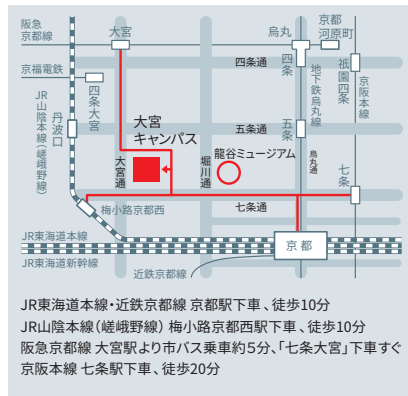 阪急
京都線
大宮
烏丸
京都
河原町
四条通
四条
祇園四条
京福電鉄
四条大宮
地下鉄烏丸線
京阪本線
JR山陰本線(嵯峨野線)
丹波口
大宮
キャンパス
五条通
五条
大宮通
堀川通
龍谷ミュージアム
烏丸通
七条
梅小路京都西
七条通
JR東海道本線
京都
JR東海道新幹線
近鉄京都線
JR東海道本線・近鉄京都線 京都駅下車、徒歩10分
JR山陰本線(嵯峨野線) 梅小路京都西駅下車、徒歩10分
阪急京都線 大宮駅より市バス乗車約5分、「七条大宮」下車すぐ
京阪本線 七条駅下車、徒歩20分